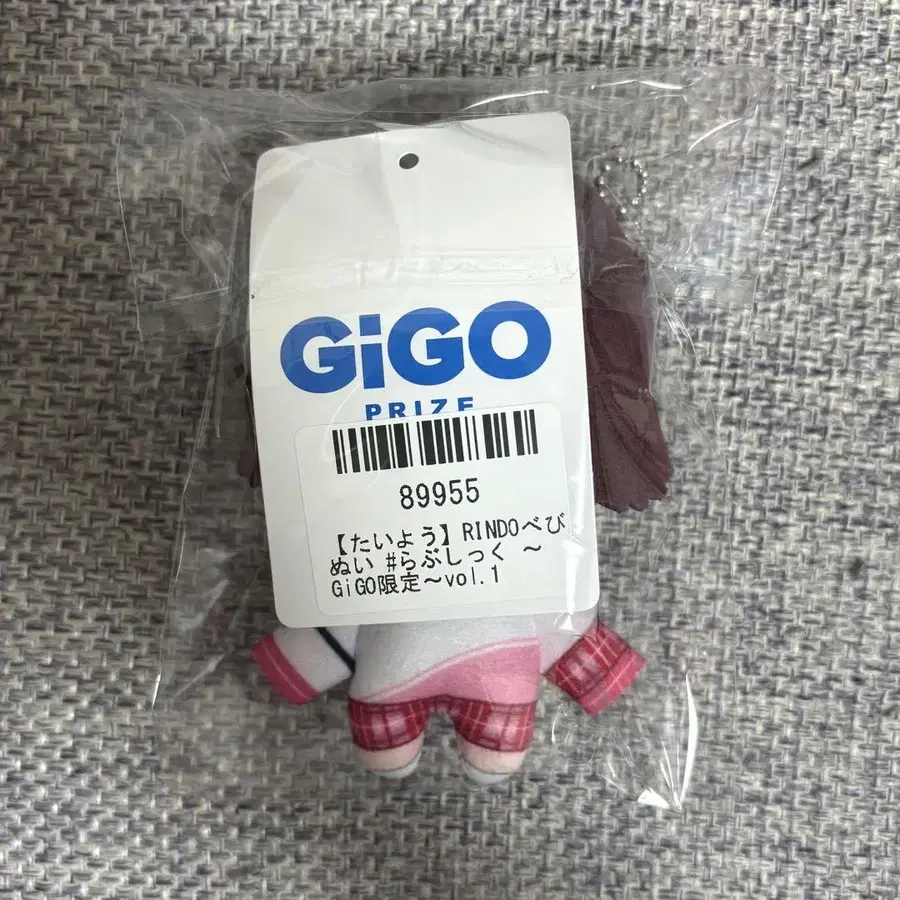 GiGO
PRIZE
89955
【たいよう】RINDOべび
ぬい #らぶしっく ～
GiGO限定～vol.1